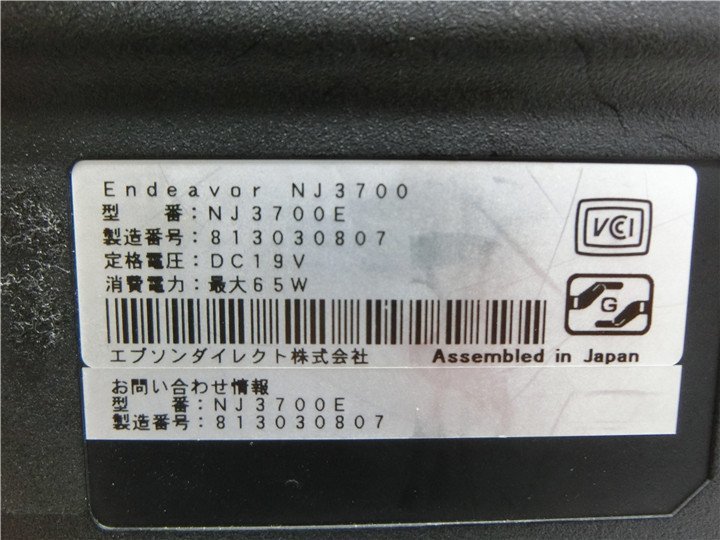 Endeavor NJ3700
型　　番：NJ3700E
製造番号：813030807
定格電圧：DC19V
消費電力：最大65W
VCCI
G
エプソンダイレクト株式会社 Assembled in Japan
お問い合わせ情報
型　　番：NJ3700E
製造番号：813030807